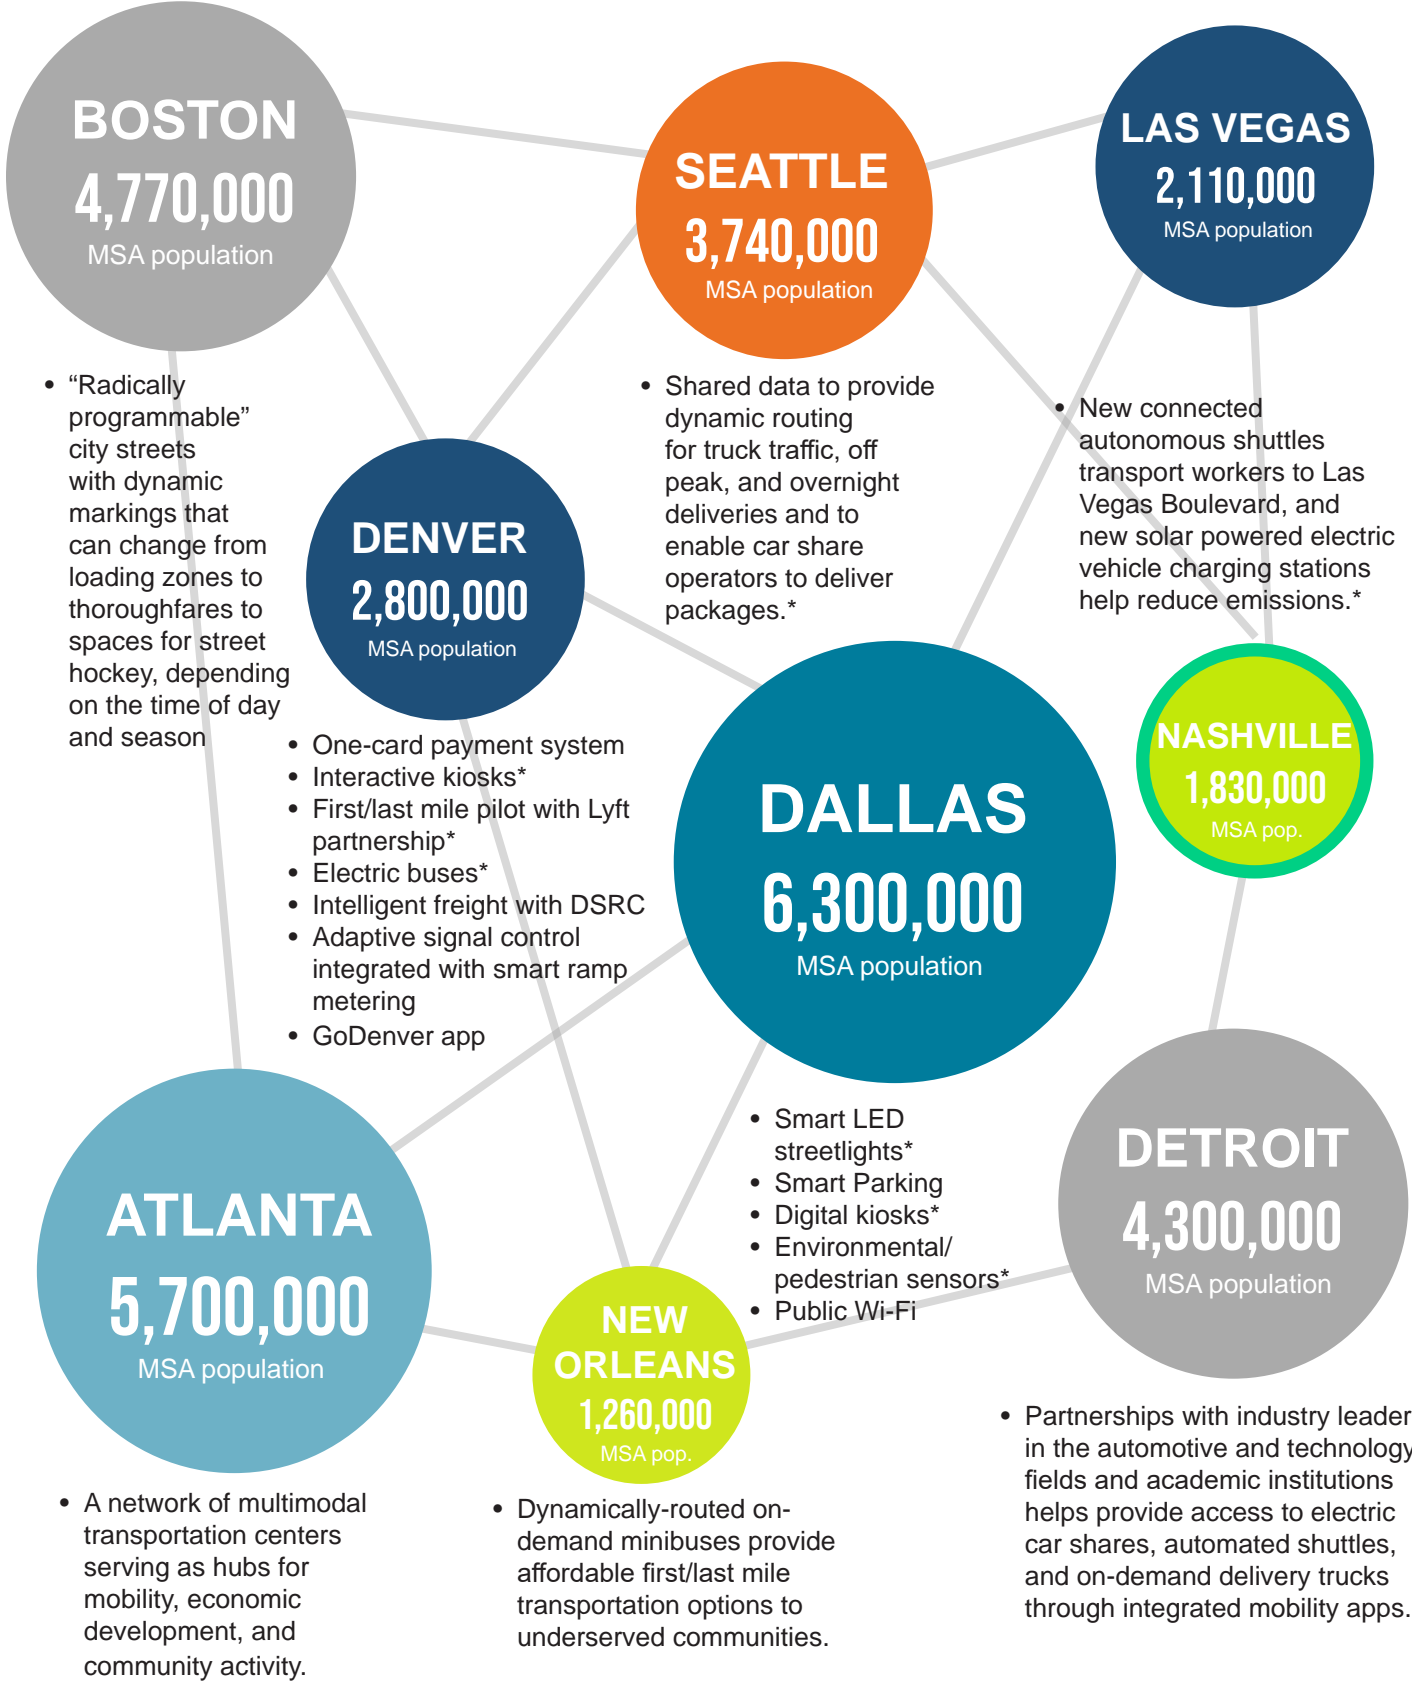 BOSTON
4,770,000
MSA population
• “Radically
programmable”
city streets
with dynamic
markings that
can change from
loading zones to
thoroughfares to
spaces for street
hockey, depending
on the time of day
and season
SEATTLE
3,740,000
MSA population
• Shared data to provide
dynamic routing
for truck traffic, off
peak, and overnight
deliveries and to
enable car share
operators to deliver
packages.*
LAS VEGAS
2,110,000
MSA population
• New connected
autonomous shuttles
transport workers to Las
Vegas Boulevard, and
new solar powered electric
vehicle charging stations
help reduce emissions.*
DENVER
2,800,000
MSA population
• One-card payment system
• Interactive kiosks*
• First/last mile pilot with Lyft
partnership*
• Electric buses*
• Intelligent freight with DSRC
• Adaptive signal control
integrated with smart ramp
metering
• GoDenver app
DALLAS
6,300,000
MSA population
• Smart LED
streetlights*
• Smart Parking
• Digital kiosks*
• Environmental/
pedestrian sensors*
• Public Wi-Fi
NASHVILLE
1,830,000
MSA pop.
ATLANTA
5,700,000
MSA population
• A network of multimodal
transportation centers
serving as hubs for
mobility, economic
development, and
community activity.
NEW
ORLEANS
1,260,000
MSA pop.
• Dynamically-routed on-
demand minibuses provide
affordable first/last mile
transportation options to
underserved communities.
DETROIT
4,300,000
MSA population
• Partnerships with industry leader
in the automotive and technology
fields and academic institutions
helps provide access to electric
car shares, automated shuttles,
and on-demand delivery trucks
through integrated mobility apps.